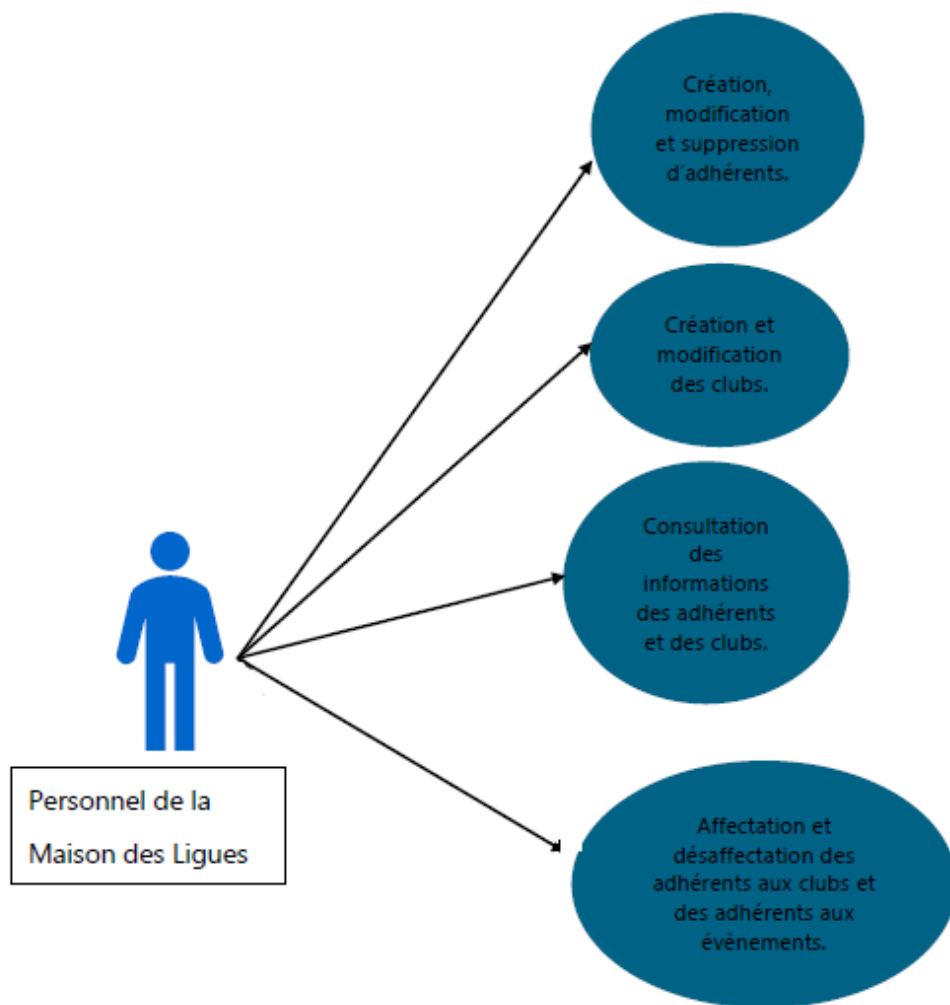 Création,
modification
et suppression
d'adhérents.
Création et
modification
des clubs.
Consultation
des
informations
des adhérents
et des clubs.
Personnel de la
Maison des Ligues
Affectation et
désaffectation des
adhérents aux clubs et
des adhérents aux
évènements.